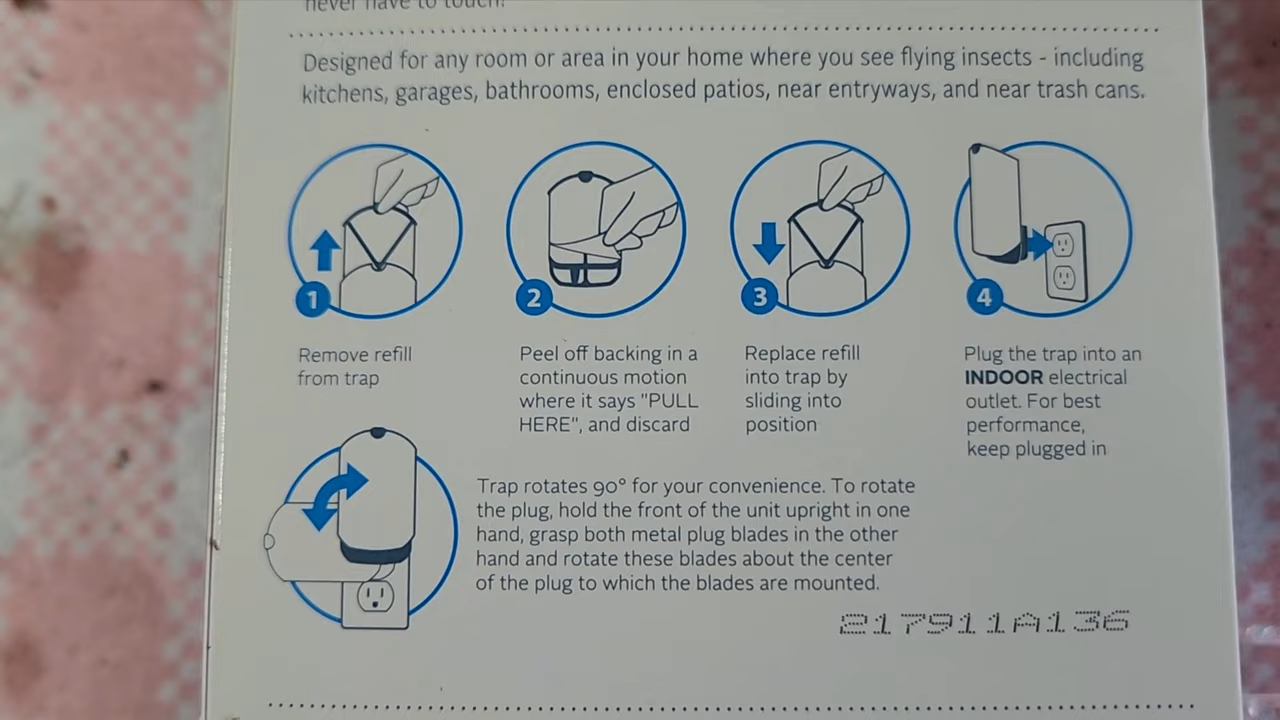 never have to touch!
Designed for any room or area in your home where you see flying insects - including
kitchens, garages, bathrooms, enclosed patios, near entryways, and near trash cans.
1
2
3
4
Remove refill
from trap
Peel off backing in a
continuous motion
where it says "PULL
HERE", and discard
Replace refill
into trap by
sliding into
position
Plug the trap into an
INDOOR electrical
outlet. For best
performance,
keep plugged in
Trap rotates 90° for your convenience. To rotate
the plug, hold the front of the unit upright in one
hand, grasp both metal plug blades in the other
hand and rotate these blades about the center
of the plug to which the blades are mounted.
217911A136